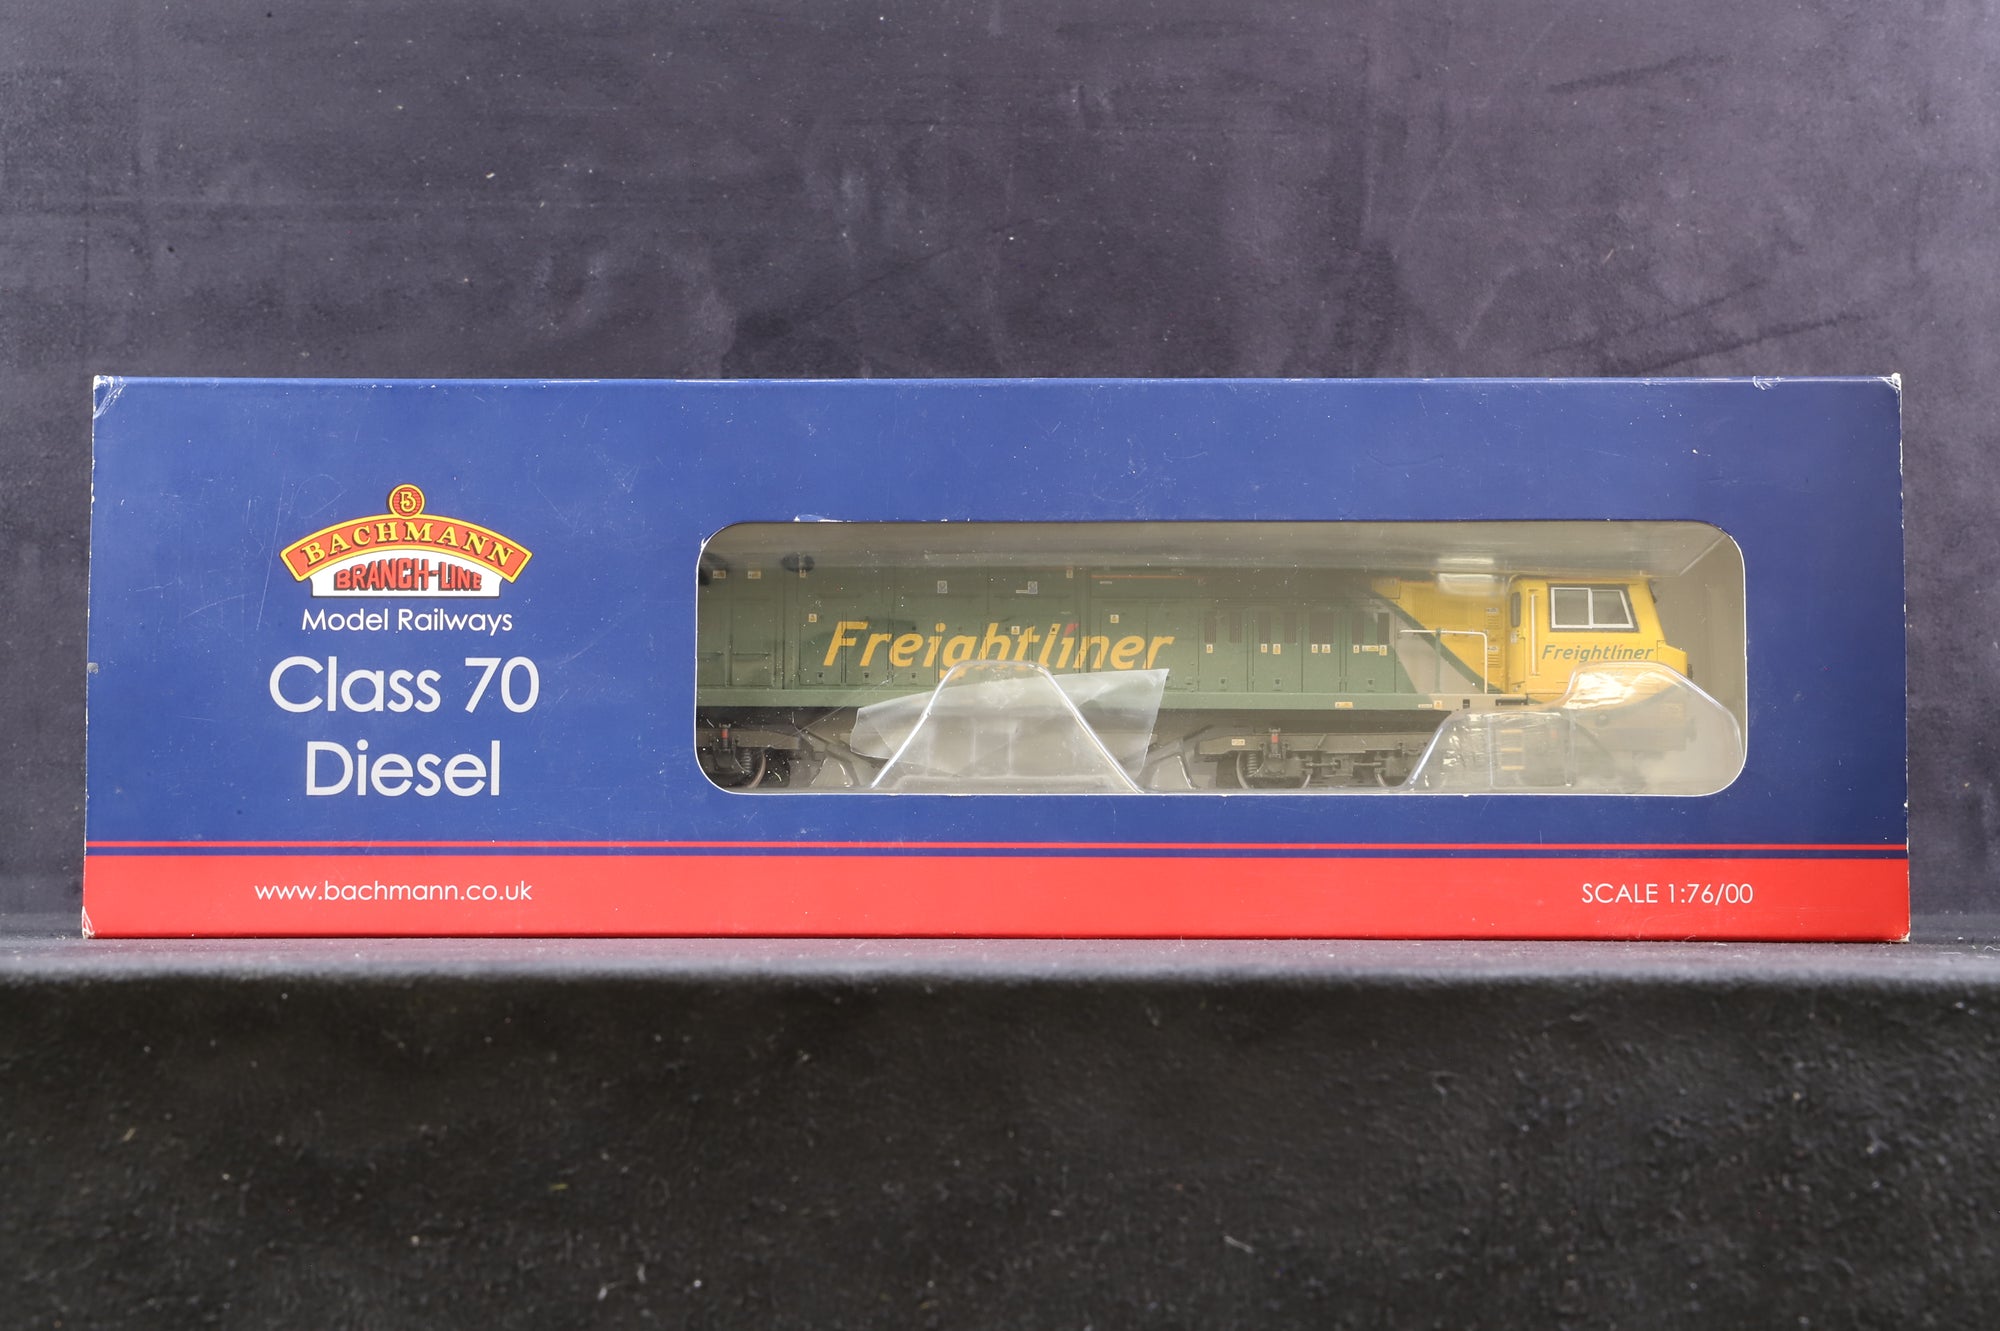 B
BACHMANN
BRANCH-LINE
Model Railways
Class 70
Diesel
www.bachmann.co.uk
Freightliner
Freightliner
SCALE 1:76/00